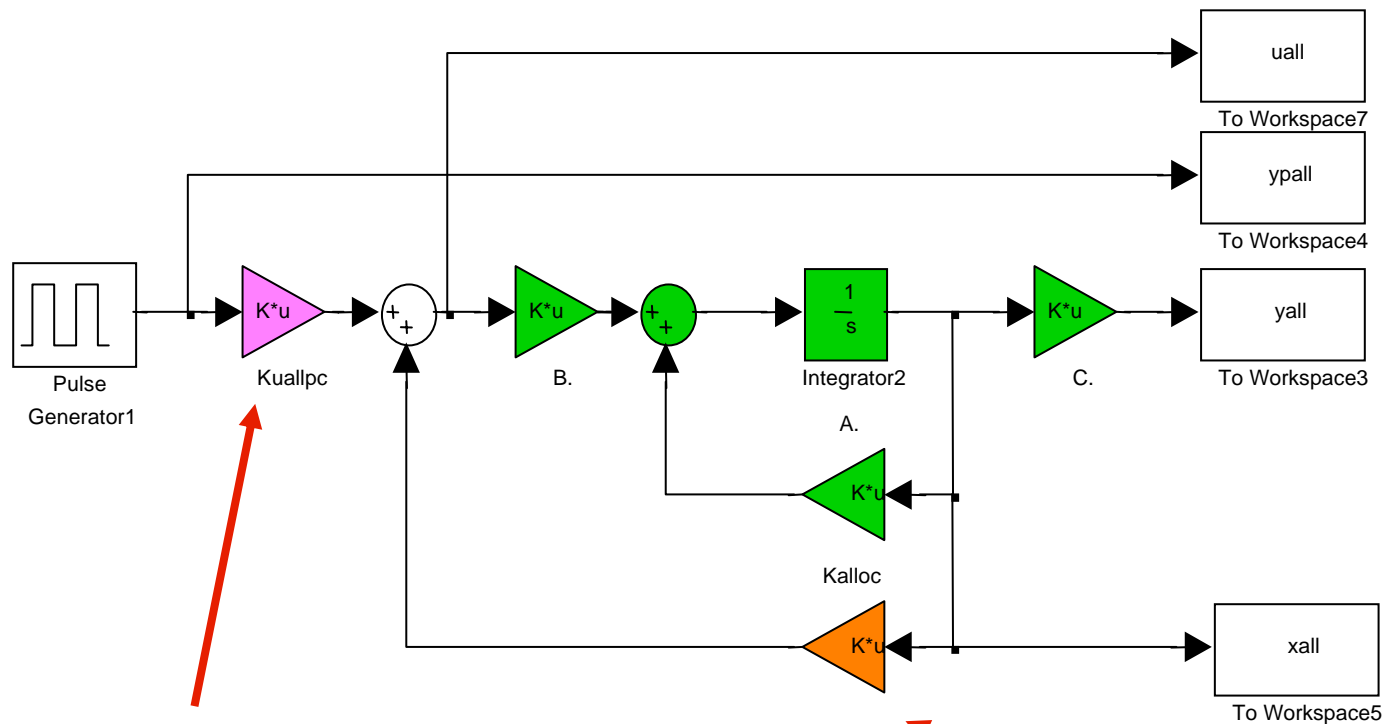 uall
To Workspace7
ypall
To Workspace4
Pulse
Generator1
K*u
Kuallpc
+
+
K*u
B.
+
+
1
s
Integrator2
K*u
C.
yall
To Workspace3
A.
K*u
Kalloc
K*u
xall
To Workspace5